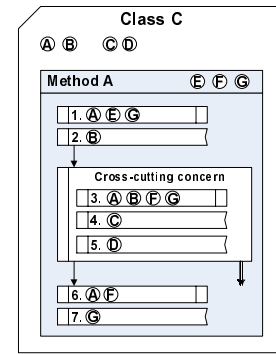 Class C
A B C D
Method A E F G
1. A E G
2. B
Cross-cutting concern
3. A B F G
4. C
5. D
6. A F
7. G